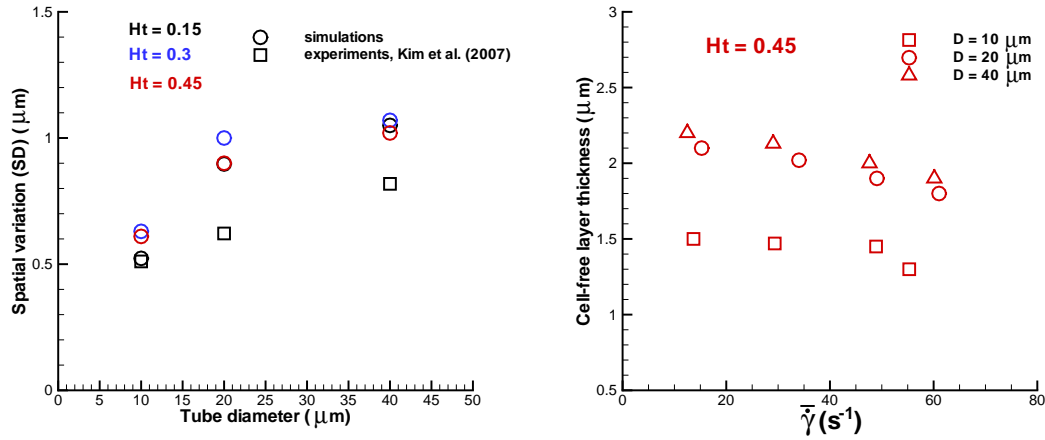 Ht = 0.15
Ht = 0.3
Ht = 0.45
simulations
experiments, Kim et al. (2007)
Spatial variation (SD) (μm)
1.5
1
0.5
0
0 5 10 15 20 25 30 35 40 45 50
Tube diameter (μm)
Ht = 0.45
D = 10 μm
D = 20 μm
D = 40 μm
Cell-free layer thickness (μm)
3
2.5
2
1.5
1
0.5
0 20 40 60 80
γ̇̅ (s⁻¹)